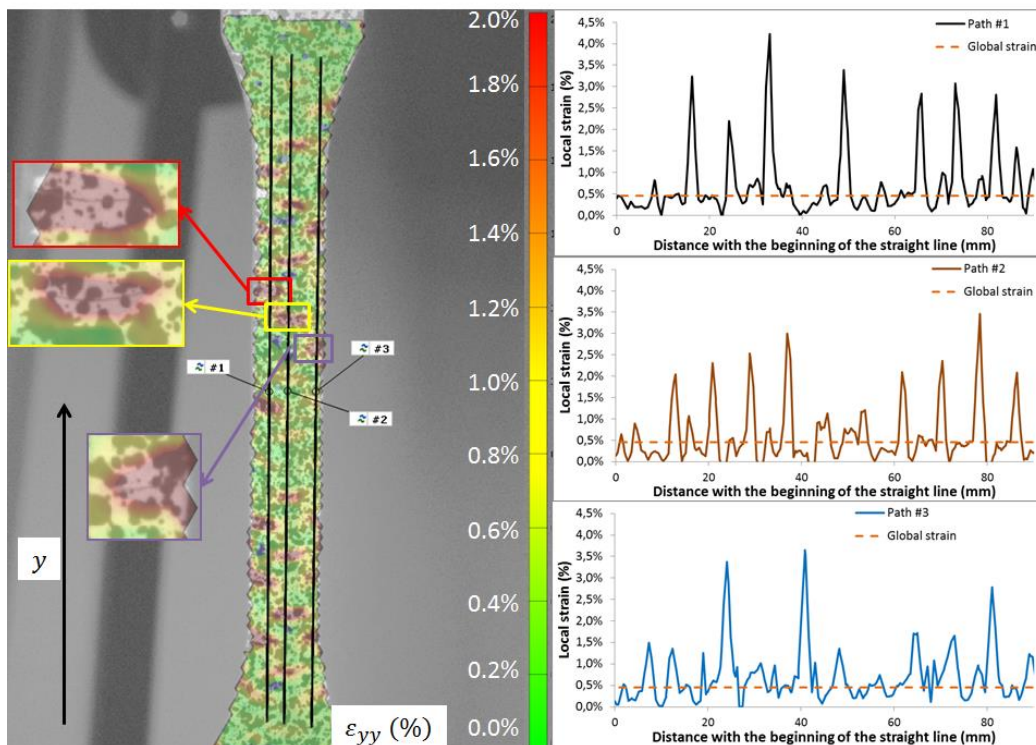 2.0%
1.8%
1.6%
1.4%
1.2%
1.0%
0.8%
0.6%
0.4%
0.2%
0.0%
#1
#3
#2
y
ε_yy (%)
4,5%
4,0%
3,5%
3,0%
2,5%
2,0%
1,5%
1,0%
0,5%
0,0%
Local strain (%)
Path #1
Global strain
0 20 40 60 80
Distance with the beginning of the straight line (mm)
4,5%
4,0%
3,5%
3,0%
2,5%
2,0%
1,5%
1,0%
0,5%
0,0%
Local strain (%)
Path #2
Global strain
0 20 40 60 80
Distance with the beginning of the straight line (mm)
4,5%
4,0%
3,5%
3,0%
2,5%
2,0%
1,5%
1,0%
0,5%
0,0%
Local strain (%)
Path #3
Global strain
0 20 40 60 80
Distance with the beginning of the straight line (mm)